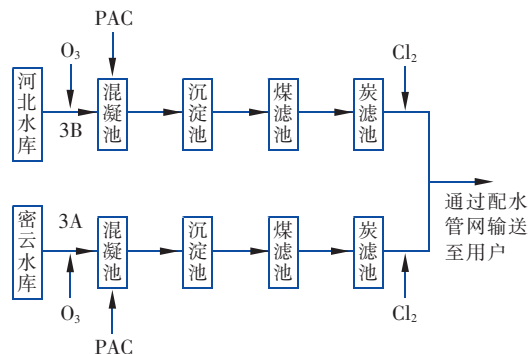 PAC
O₃
Cl₂
河北水库
3B
混凝池
沉淀池
煤滤池
炭滤池
通过配水
管网输送
至用户
密云水库
3A
混凝池
沉淀池
煤滤池
炭滤池
O₃
Cl₂
PAC